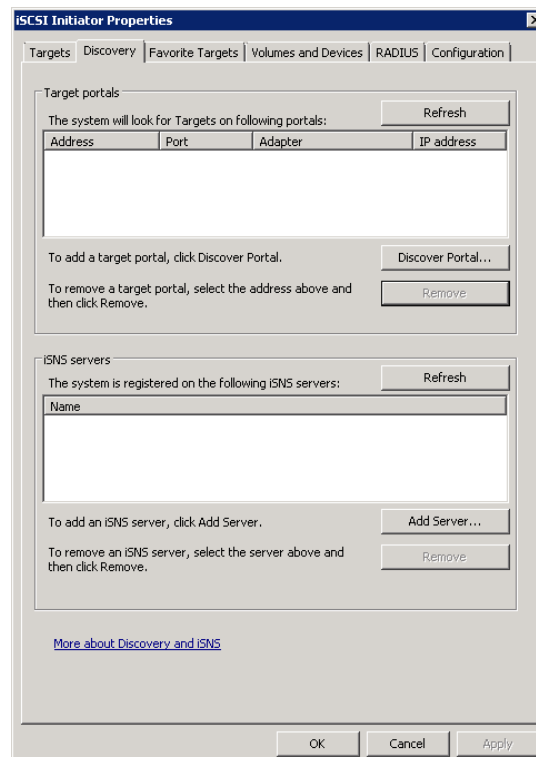 iSCSI Initiator Properties
Targets Discovery Favorite Targets Volumes and Devices RADIUS Configuration
Target portals
The system will look for Targets on following portals: Refresh
Address Port Adapter IP address
To add a target portal, click Discover Portal. Discover Portal...
To remove a target portal, select the address above and
then click Remove.
Remove
iSNS servers
The system is registered on the following iSNS servers: Refresh
Name
To add an iSNS server, click Add Server. Add Server...
To remove an iSNS server, select the server above and
then click Remove.
Remove
More about Discovery and iSNS
OK Cancel Apply